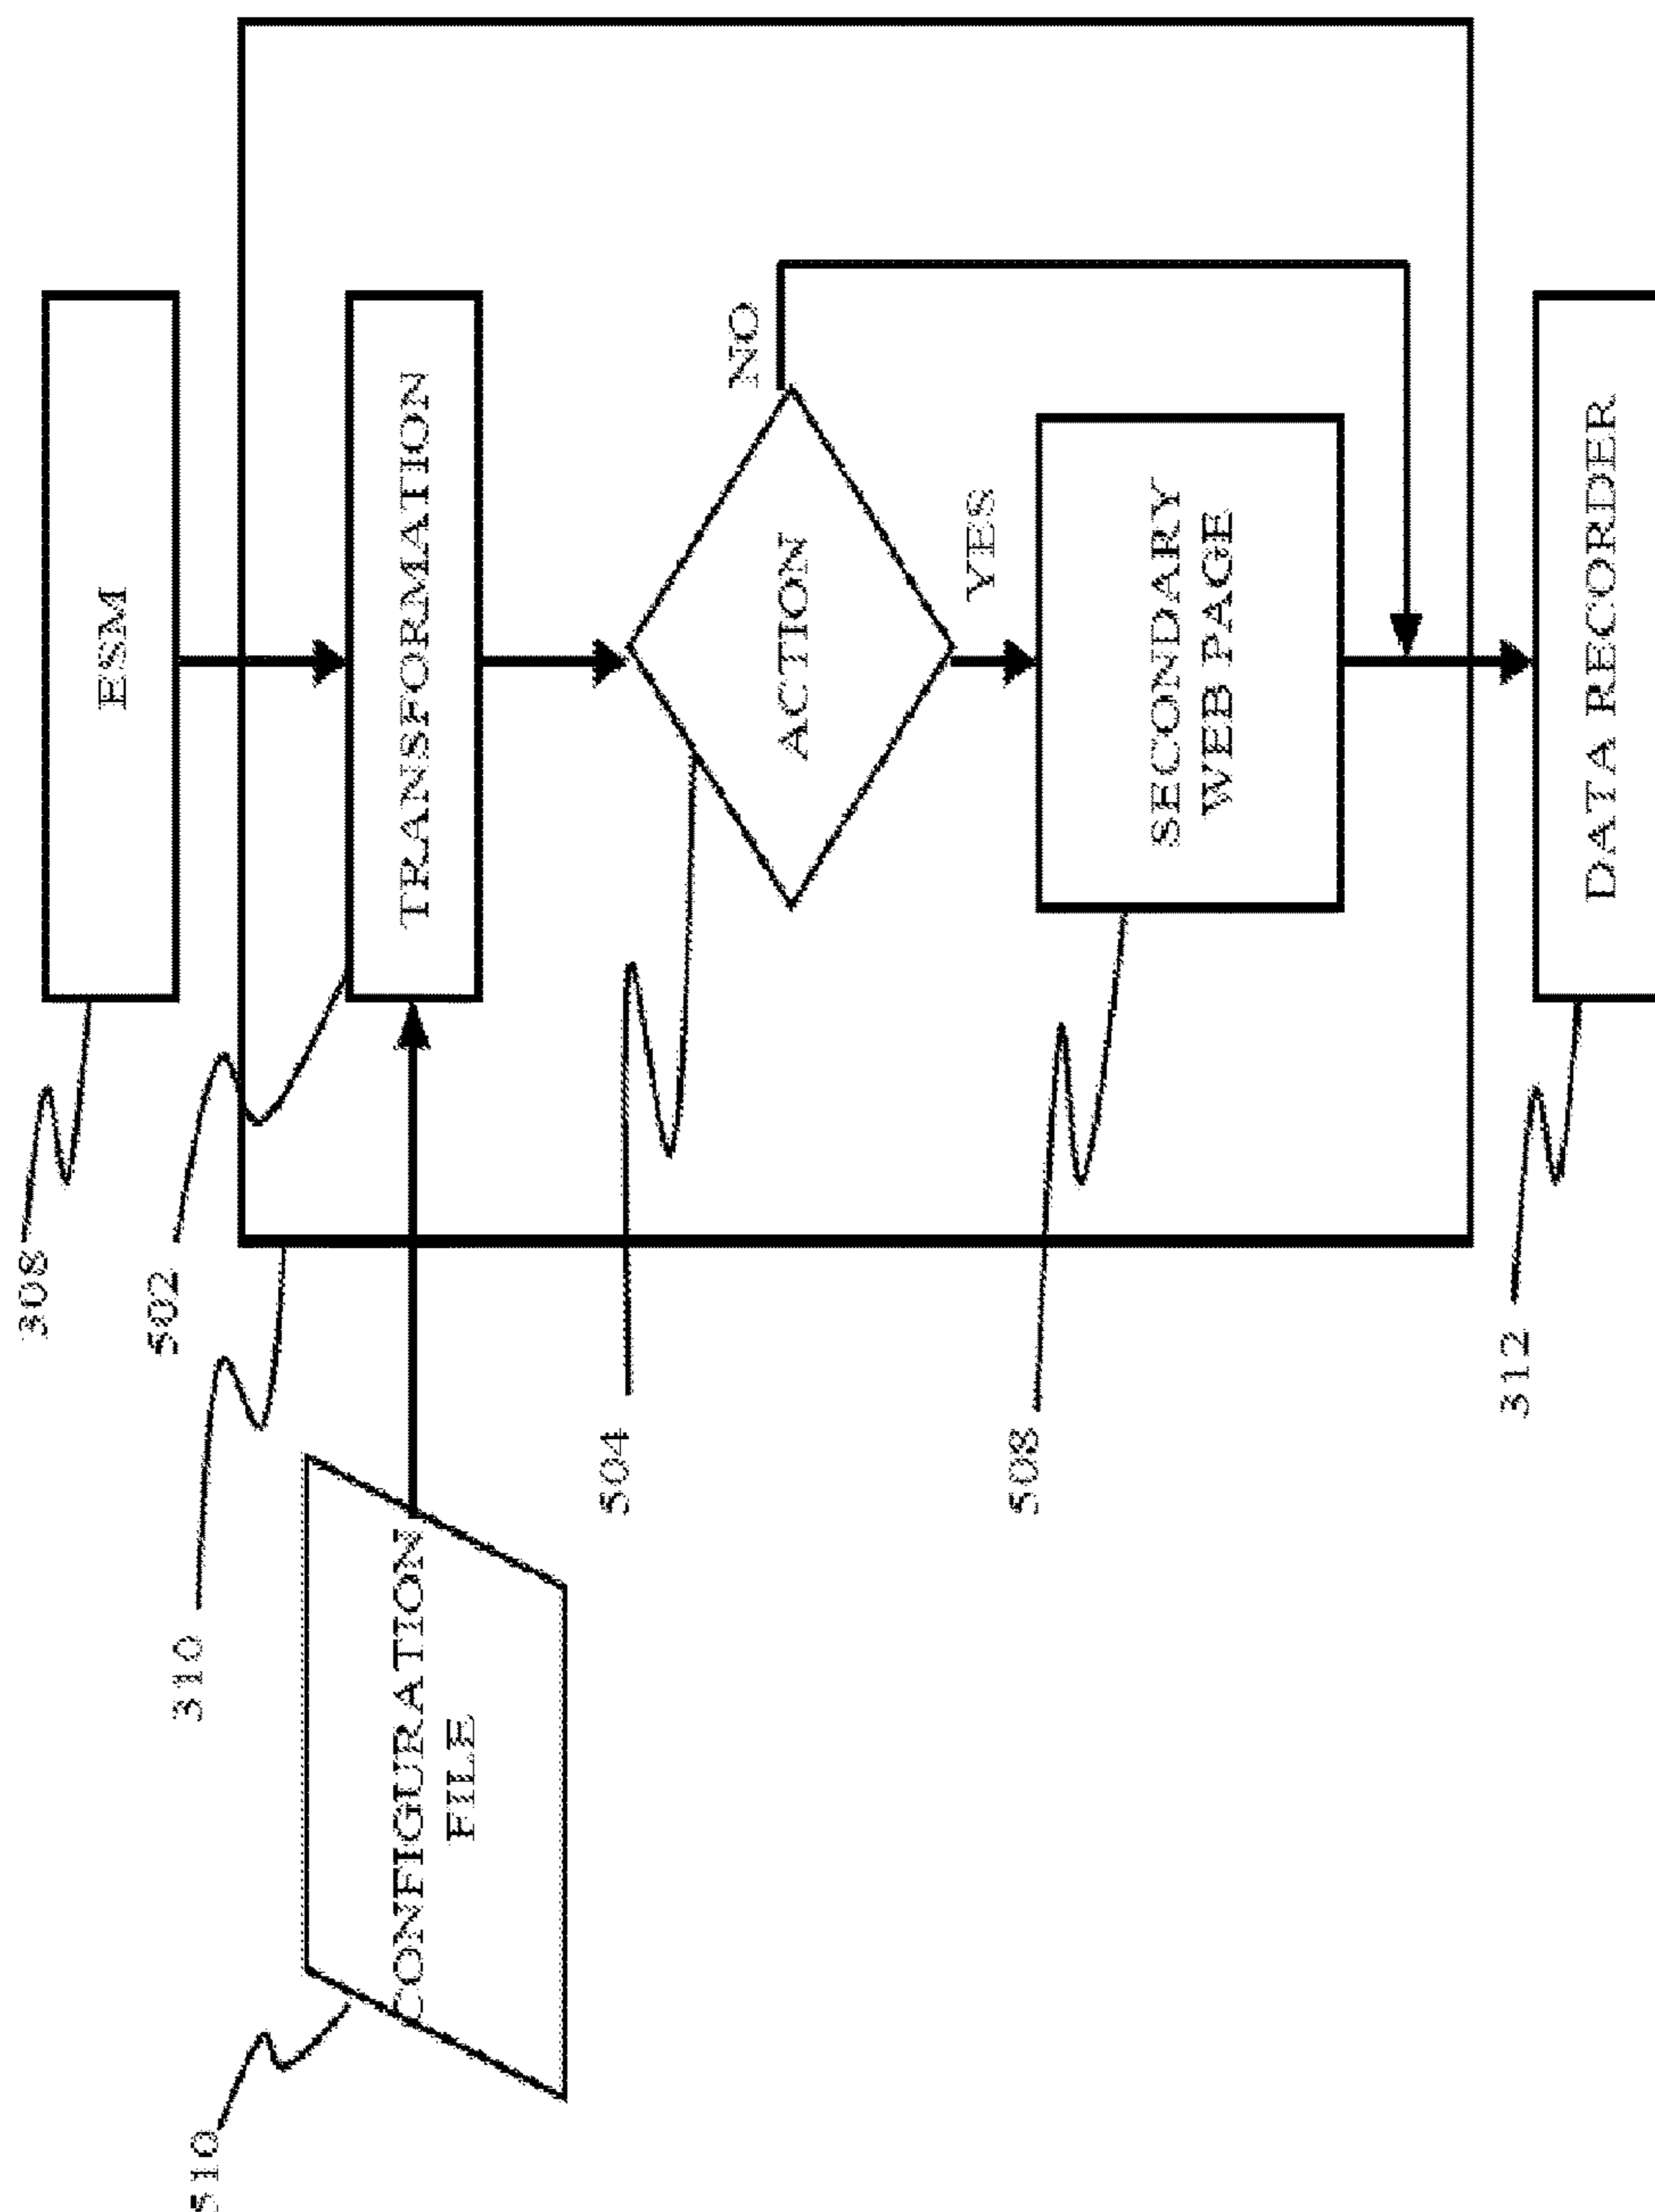 308
ESM
502
TRANSFORMATION
310
510
CONFIGURATION
FILE
504
ACTION
NO
YES
508
SECONDARY
WEB PAGE
312
DATA RECORDER